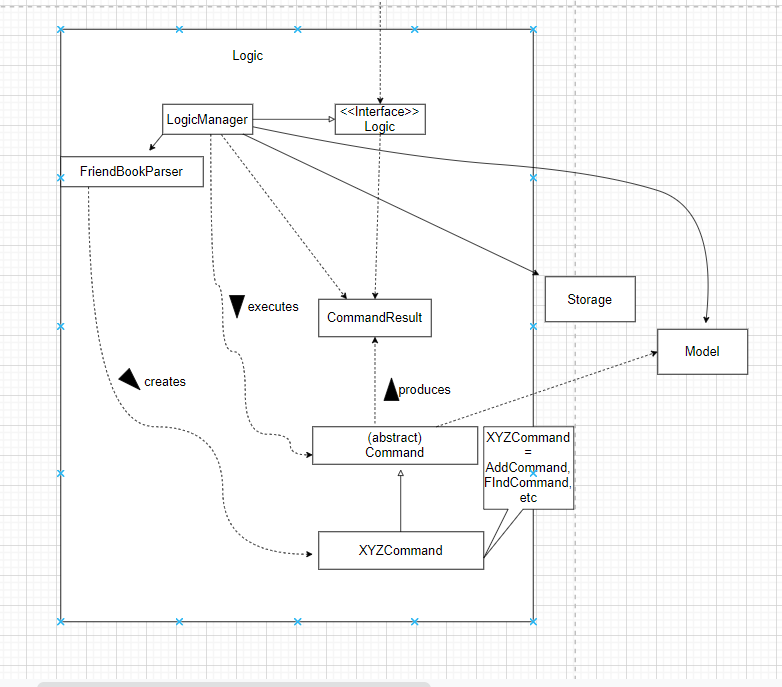 Logic
LogicManager
<<Interface>>
Logic
FriendBookParser
executes
CommandResult
Storage
Model
creates
produces
(abstract)
Command
XYZCommand
=
AddCommand,
FIndCommand,
etc
XYZCommand